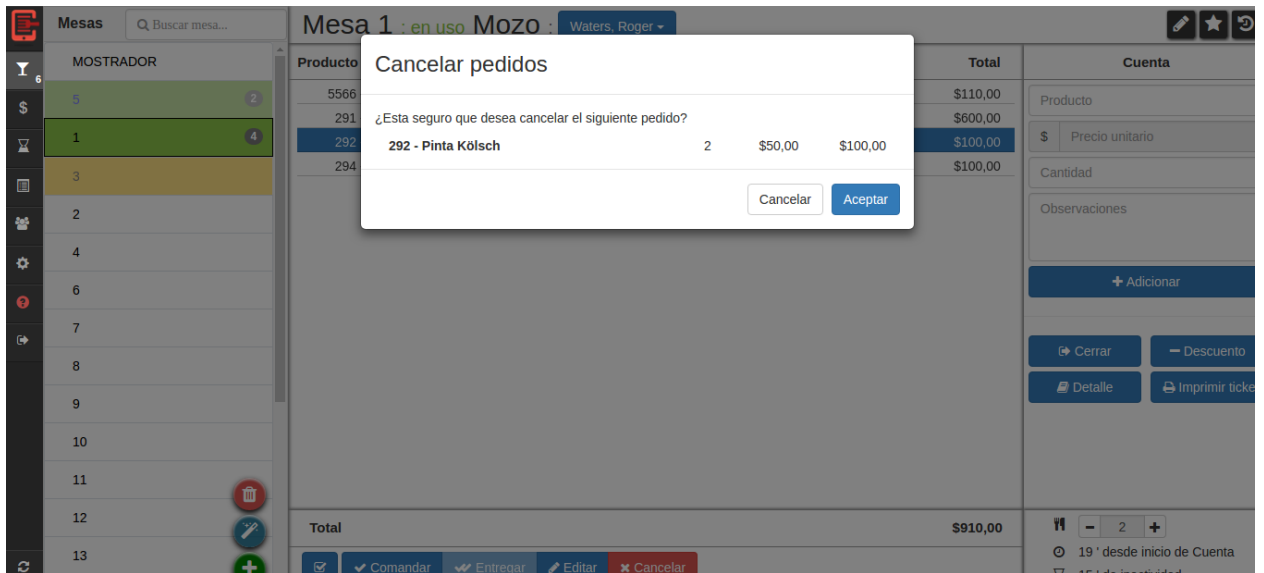 Mesas
Buscar mesa...
Mesa 1 : en uso Mozo : Waters, Roger
6
MOSTRADOR
5 2
1 4
3
2
4
6
7
8
9
10
11
12
13
Producto Total
5566 $110,00
291 $600,00
292 $100,00
294 $100,00
Cancelar pedidos
¿Esta seguro que desea cancelar el siguiente pedido?
292 - Pinta Kölsch 2 $50,00 $100,00
Cancelar Aceptar
Total $910,00
Comandar Entregar Editar Cancelar
Cuenta
Producto
$ Precio unitario
Cantidad
Observaciones
+ Adicionar
Cerrar Descuento
Detalle Imprimir ticke
- 2 +
19 ' desde inicio de Cuenta
15 ' de inactividad